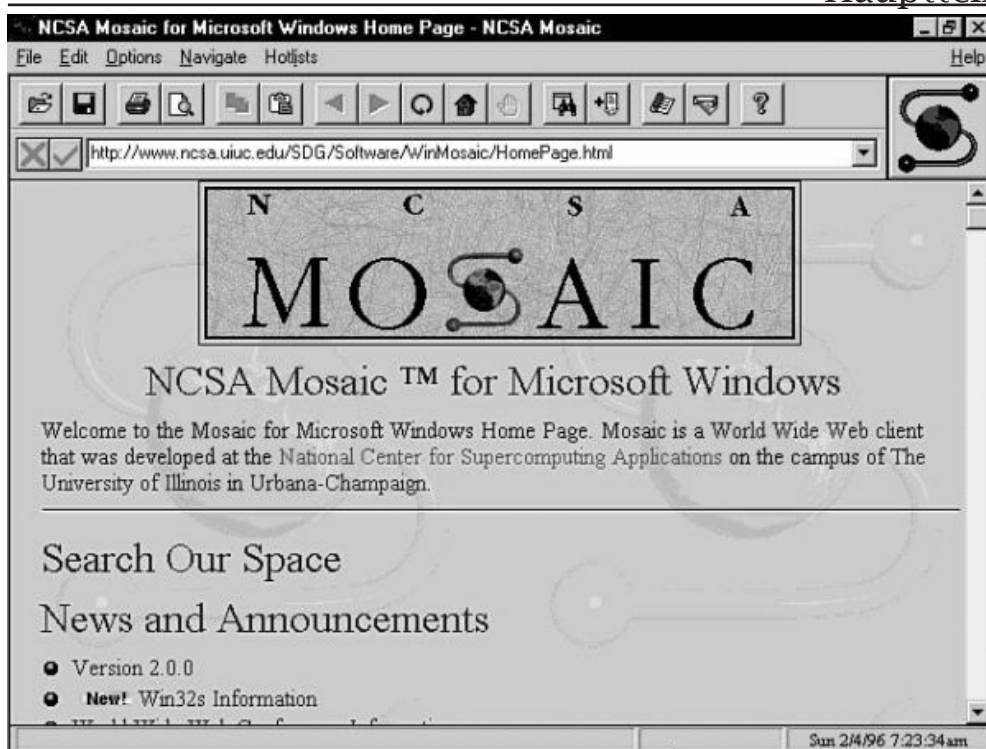 NCSA Mosaic for Microsoft Windows Home Page - NCSA Mosaic
File Edit Options Navigate Hotlists Help
http://www.ncsa.uiuc.edu/SDG/Software/WinMosaic/HomePage.html
N C S A
MOSAIC
NCSA Mosaic ™ for Microsoft Windows
Welcome to the Mosaic for Microsoft Windows Home Page. Mosaic is a World Wide Web client
that was developed at the National Center for Supercomputing Applications on the campus of The
University of Illinois in Urbana-Champaign.
Search Our Space
News and Announcements
Version 2.0.0
New! Win32s Information
Sun 2/4/96 7:23:34am